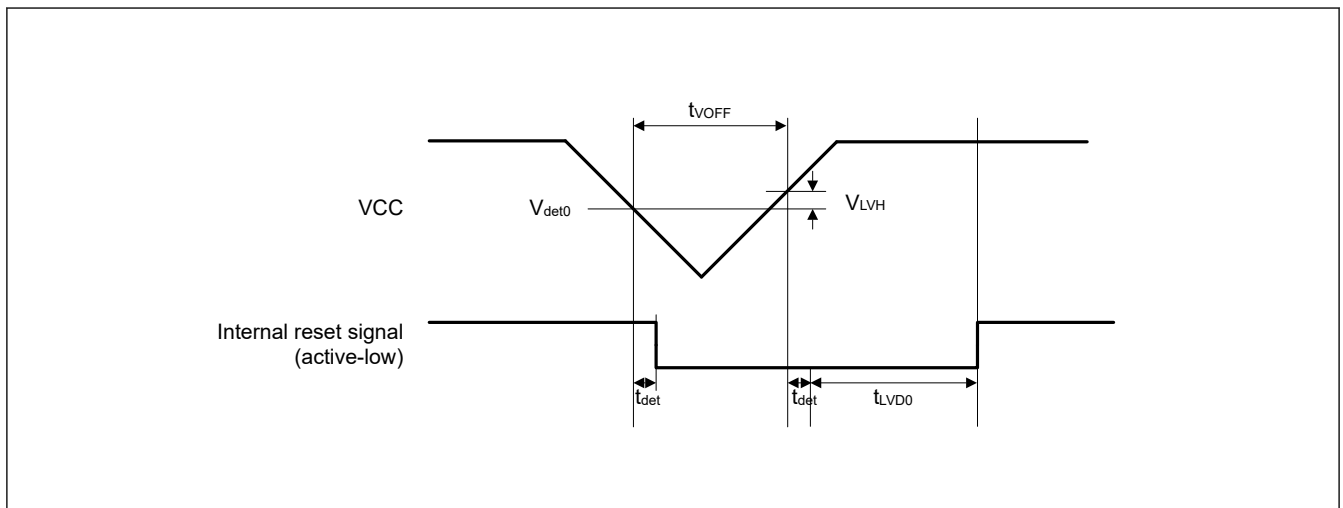 tVOFF
VCC
Vdet0
VLVH
Internal reset signal
(active-low)
tdet
tdet
tLVD0